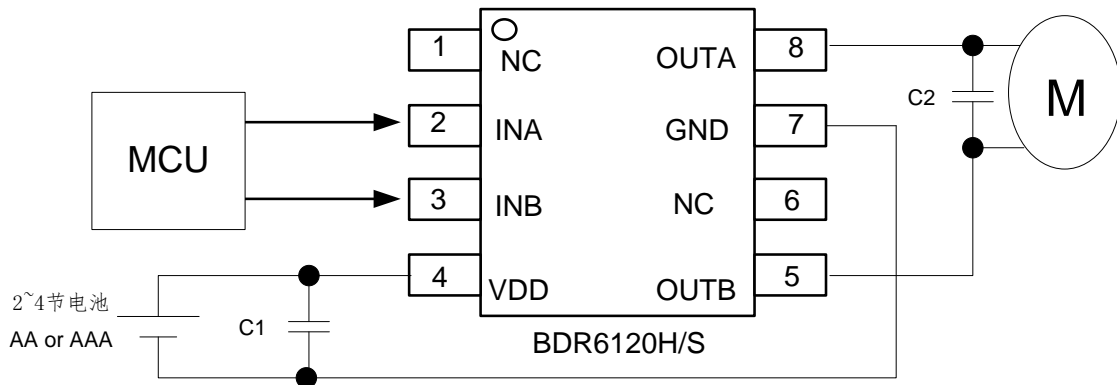 1
NC
OUTA
8
C2
M
MCU
2
INA
GND
7
3
INB
NC
6
4
VDD
OUTB
5
2~4节电池
AA or AAA
C1
BDR6120H/S